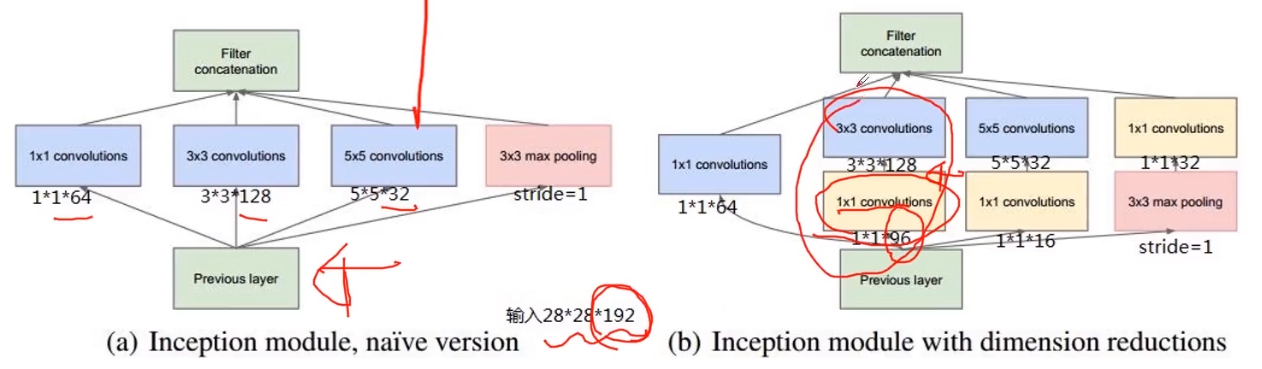 Filter
concatenation
1x1 convolutions
3x3 convolutions
5x5 convolutions
3x3 max pooling
1*1*64
3*3*128
5*5*32
stride=1
Previous layer
(a) Inception module, naïve version
输入28*28*192
Filter
concatenation
3x3 convolutions
5x5 convolutions
1x1 convolutions
1x1 convolutions
3*3*128
5*5*32
1*1*32
1*1*64
1x1 convolutions
1x1 convolutions
3x3 max pooling
1*1*96
1*1*16
stride=1
Previous layer
(b) Inception module with dimension reductions